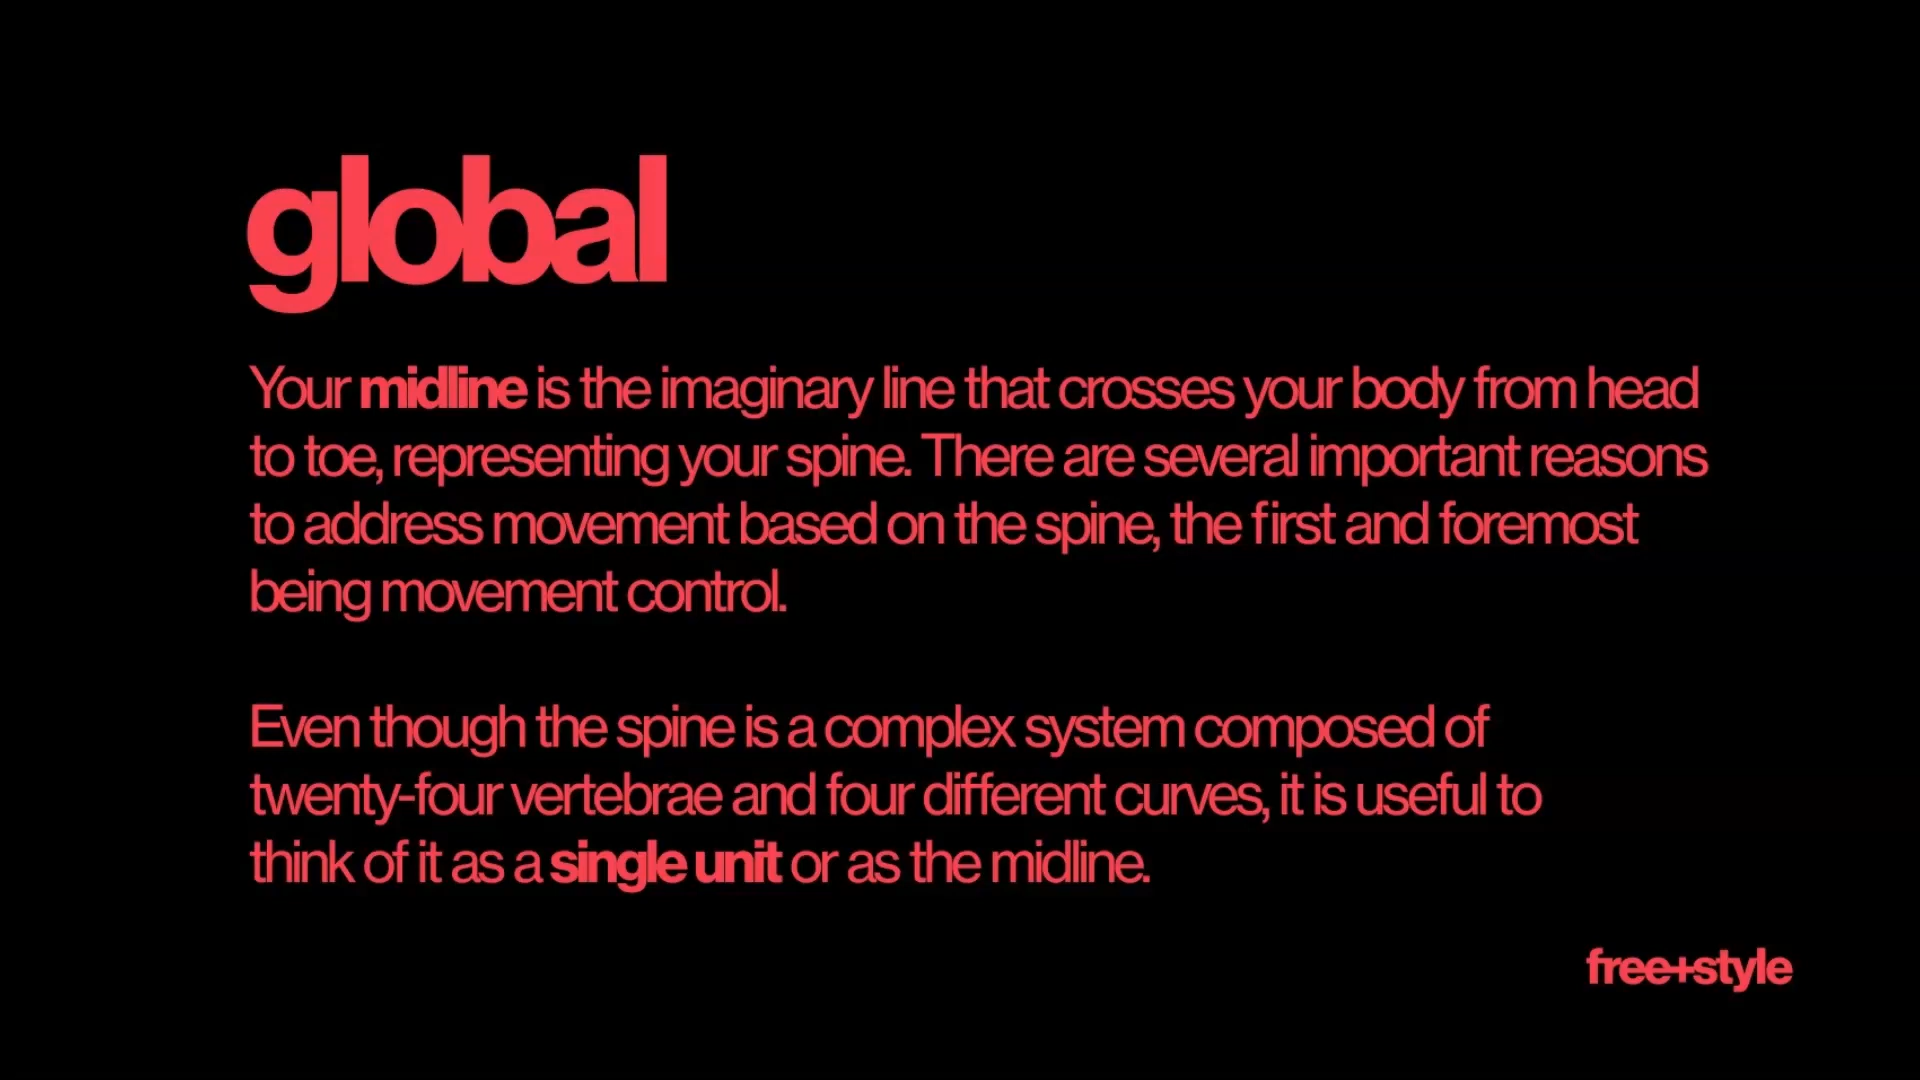 global
Your midline is the imaginary line that crosses your body from head
to toe, representing your spine. There are several important reasons
to address movement based on the spine, the first and foremost
being movement control.
Even though the spine is a complex system composed of
twenty-four vertebrae and four different curves, it is useful to
think of it as a single unit or as the midline.
free+style